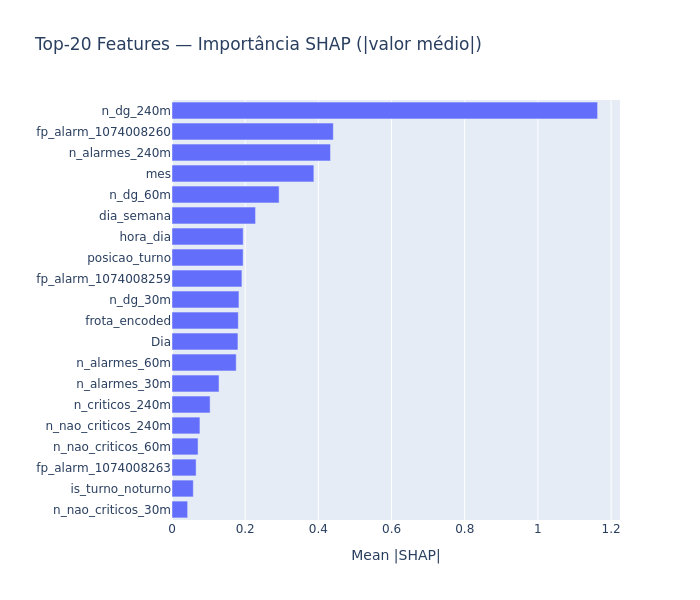 Top-20 Features — Importância SHAP (|valor médio|)
n_dg_240m
fp_alarm_1074008260
n_alarmes_240m
mes
n_dg_60m
dia_semana
hora_dia
posicao_turno
fp_alarm_1074008259
n_dg_30m
frota_encoded
Dia
n_alarmes_60m
n_alarmes_30m
n_criticos_240m
n_nao_criticos_240m
n_nao_criticos_60m
fp_alarm_1074008263
is_turno_noturno
n_nao_criticos_30m
0 0.2 0.4 0.6 0.8 1 1.2
Mean |SHAP|